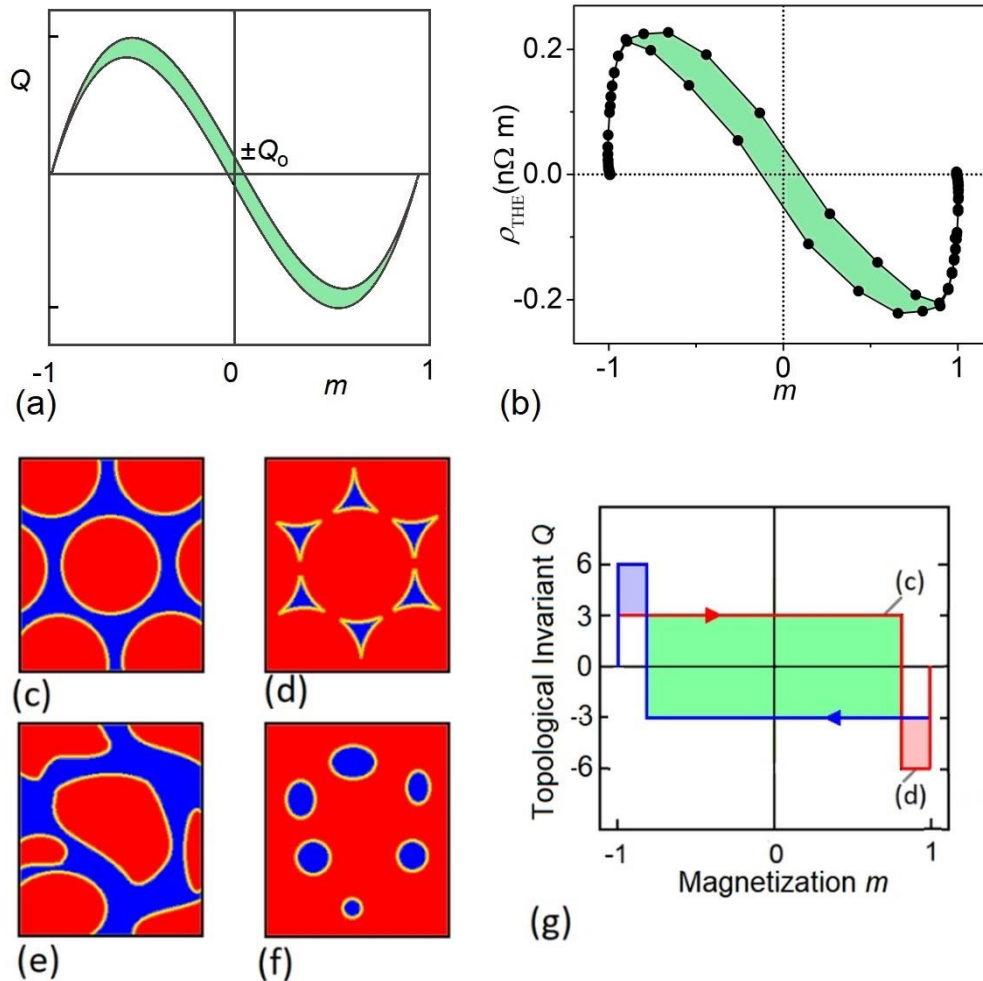 Q
±Qo
-1
0
m
1
(a)
0.2
0.0
-0.2
ρTHE(nΩ m)
-1
0
1
m
(b)
(c)
(d)
(e)
(f)
Topological Invariant Q
6
3
0
-3
-6
(c)
(d)
-1
0
1
Magnetization m
(g)